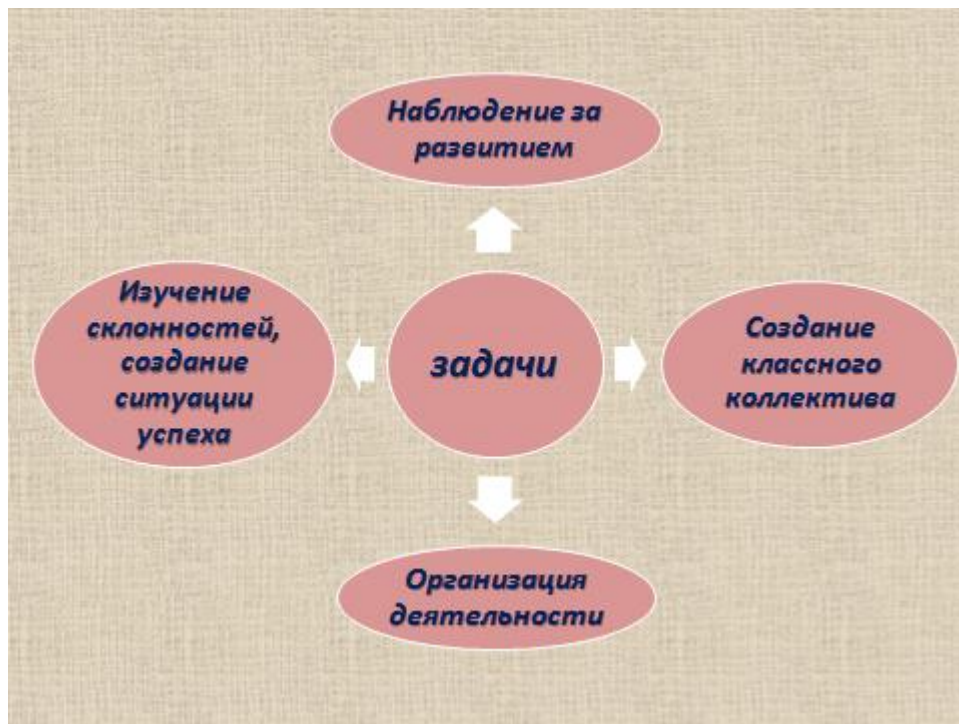 Наблюдение за
развитием
Изучение
склонностей,
создание
ситуации
успеха
задачи
Создание
классного
коллектива
Организация
деятельности